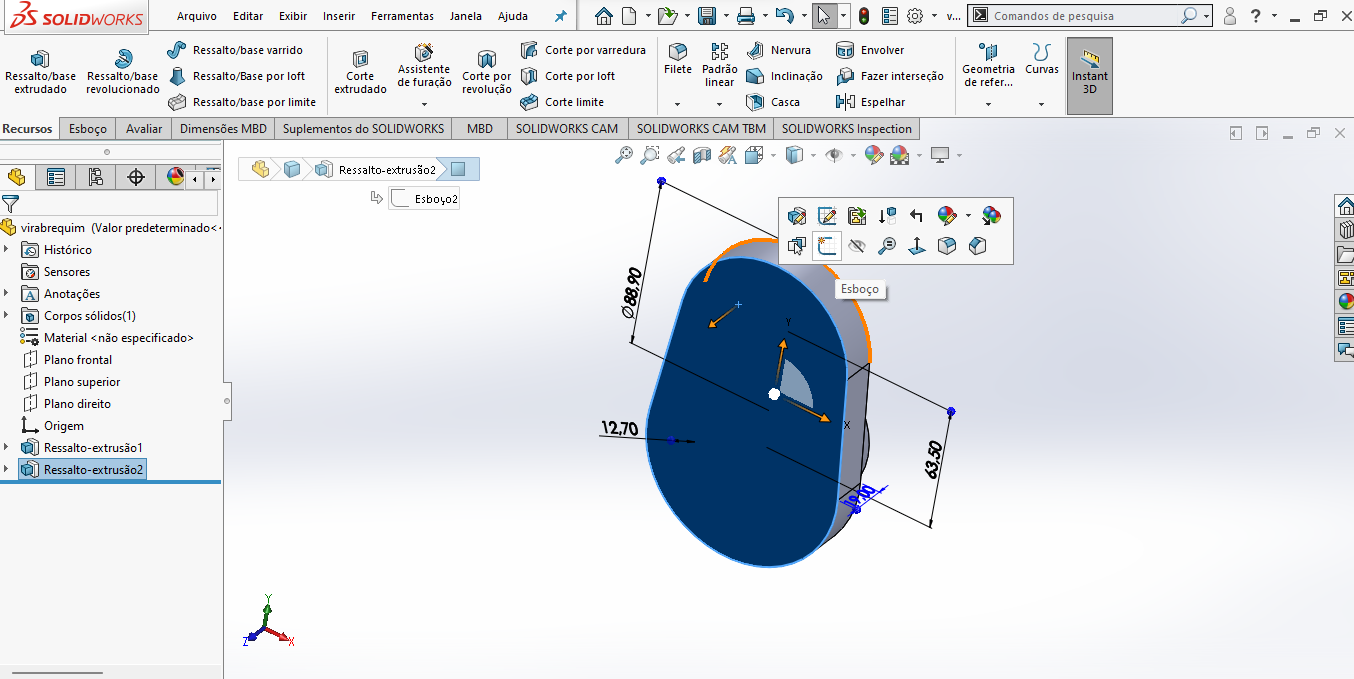 SOLIDWORKS
Arquivo Editar Exibir Inserir Ferramentas Janela Ajuda
v...
Comandos de pesquisa
?
Ressalto/base extrudado
Ressalto/base revolucionado
Ressalto/base varrido
Ressalto/Base por loft
Ressalto/base por limite
Corte extrudado
Assistente de furação
Corte por revolução
Corte por varredura
Corte por loft
Corte limite
Filete
Padrão linear
Nervura
Inclinação
Casca
Envolver
Fazer interseção
Espelhar
Geometria de refer...
Curvas
Instant 3D
Recursos Esboço Avaliar Dimensões MBD Suplementos do SOLIDWORKS MBD SOLIDWORKS CAM SOLIDWORKS CAM TBM SOLIDWORKS Inspection
Ressalto-extrusão2
Esboço2
virabrequim (Valor predeterminado<
Histórico
Sensores
Anotações
Corpos sólidos(1)
Material <não especificado>
Plano frontal
Plano superior
Plano direito
Origem
Ressalto-extrusão1
Ressalto-extrusão2
Esboço
Ø88,90
Y
X
12,70
63,50
19,00
Y
Z
X